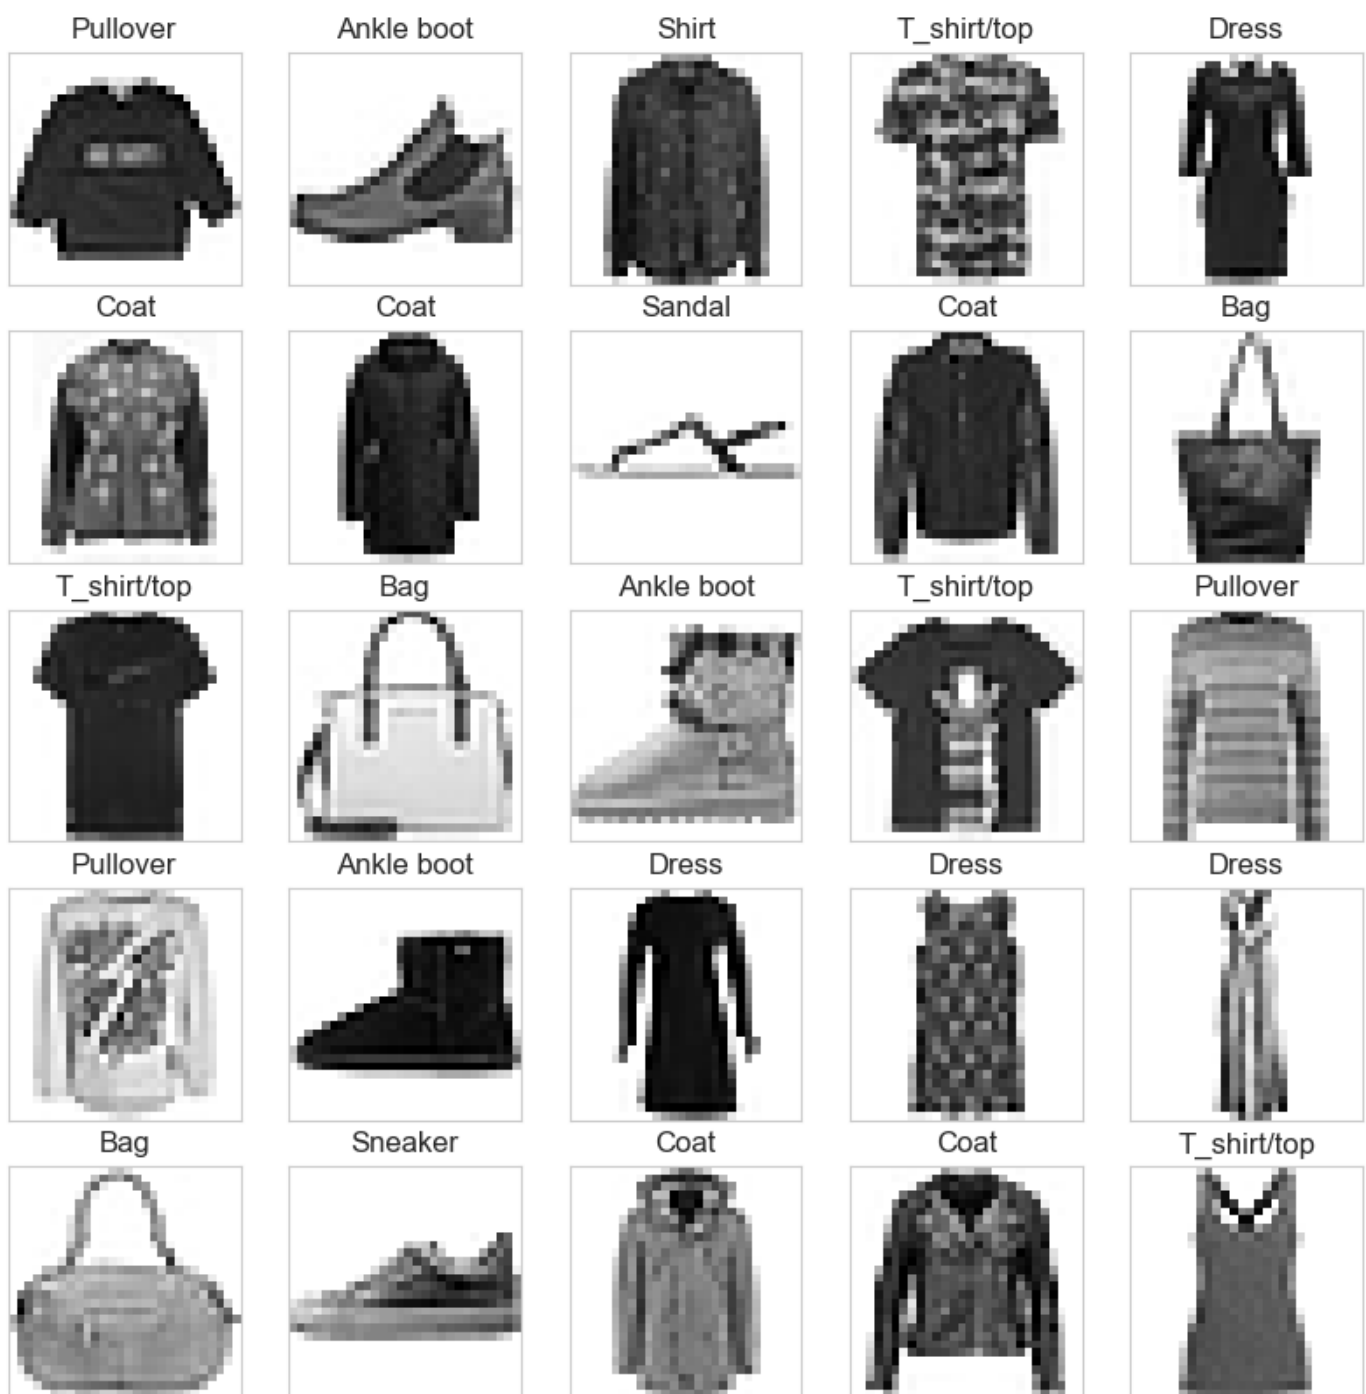 Pullover Ankle boot Shirt T_shirt/top Dress
Coat Coat Sandal Coat Bag
T_shirt/top Bag Ankle boot T_shirt/top Pullover
Pullover Ankle boot Dress Dress Dress
Bag Sneaker Coat Coat T_shirt/top